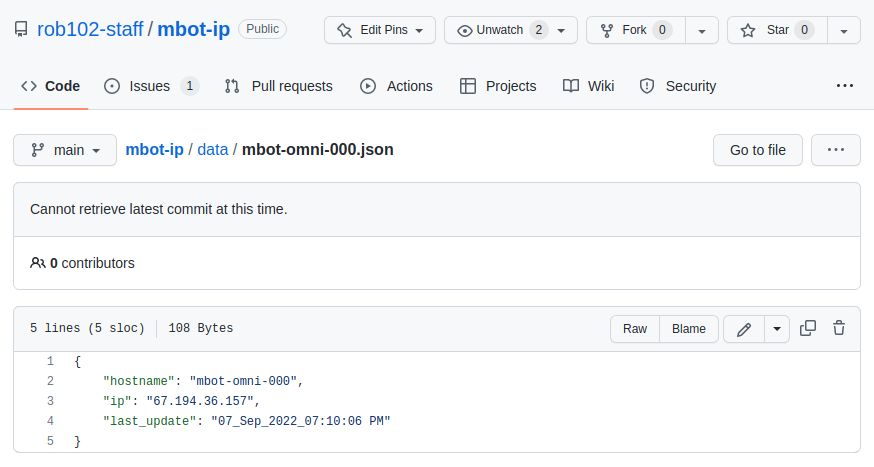 rob102-staff / mbot-ip Public Edit Pins Unwatch 2 Fork 0 Star 0
Code Issues 1 Pull requests Actions Projects Wiki Security ...
main mbot-ip / data / mbot-omni-000.json Go to file ...
Cannot retrieve latest commit at this time.
0 contributors
5 lines (5 sloc) 108 Bytes Raw Blame
1 {
2 "hostname": "mbot-omni-000",
3 "ip": "67.194.36.157",
4 "last_update": "07_Sep_2022_07:10:06 PM"
5 }